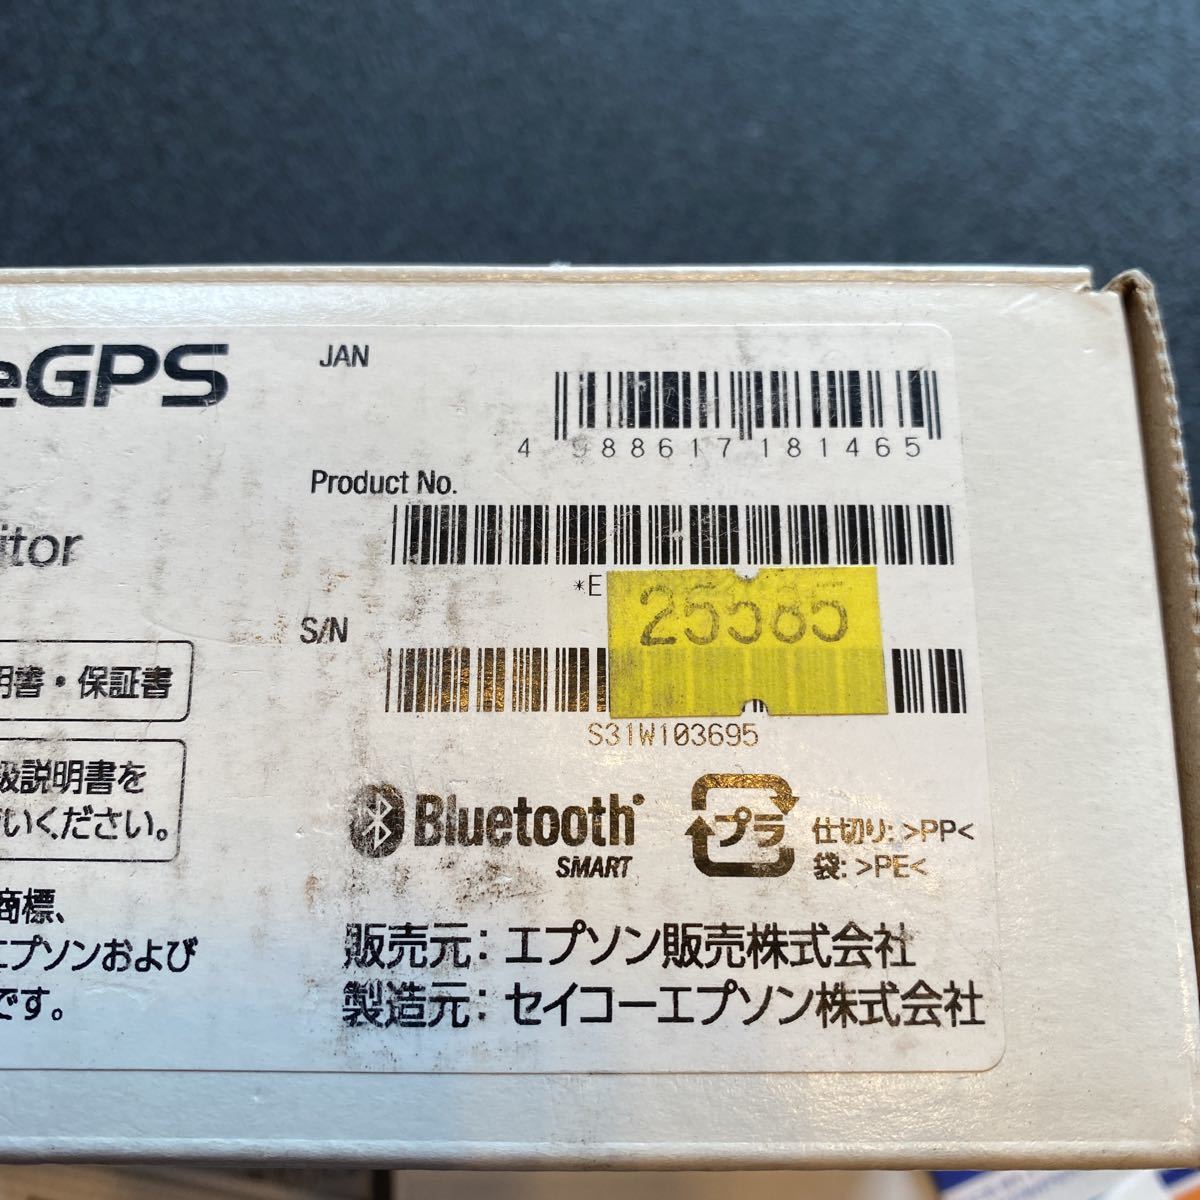 eGPS
JAN
4 988617 181465
Product No.
itor
*E
25585
S/N
明書・保証書
S31W103695
扱説明書を
いください。
Bluetooth
SMART
プラ
仕切り: >PP<
袋: >PE<
商標、
エプソンおよび
です。
販売元: エプソン販売株式会社
製造元: セイコーエプソン株式会社